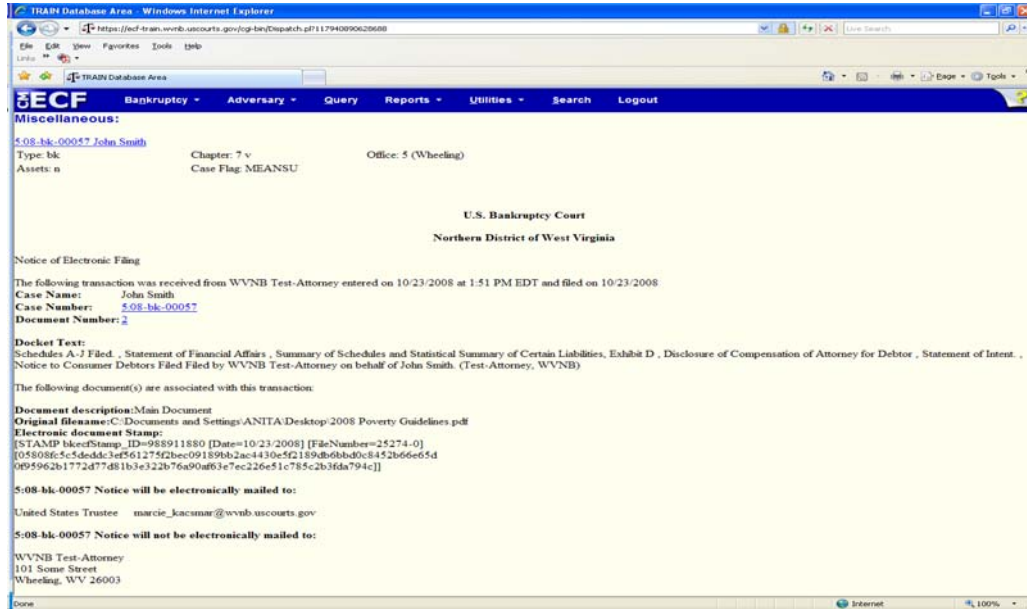 TRAIN Database Area - Windows Internet Explorer
https://ecf-train.wvnb.uscourts.gov/cgi-bin/Dispatch.pl?117940890628688
Live Search
File Edit View Favorites Tools Help
Links
TRAIN Database Area
Page Tools
CM ECF Bankruptcy Adversary Query Reports Utilities Search Logout
Miscellaneous:
5:08-bk-00057 John Smith
Type: bk Chapter: 7 v Office: 5 (Wheeling)
Assets: n Case Flag: MEANSU
U.S. Bankruptcy Court
Northern District of West Virginia
Notice of Electronic Filing
The following transaction was received from WVNB Test-Attorney entered on 10/23/2008 at 1:51 PM EDT and filed on 10/23/2008
Case Name: John Smith
Case Number: 5:08-bk-00057
Document Number: 2
Docket Text:
Schedules A-J Filed. , Statement of Financial Affairs , Summary of Schedules and Statistical Summary of Certain Liabilities, Exhibit D , Disclosure of Compensation of Attorney for Debtor , Statement of Intent. ,
Notice to Consumer Debtors Filed Filed by WVNB Test-Attorney on behalf of John Smith. (Test-Attorney, WVNB)
The following document(s) are associated with this transaction:
Document description:Main Document
Original filename:C:\Documents and Settings\ANITA\Desktop\2008 Poverty Guidelines.pdf
Electronic document Stamp:
[STAMP bkecfStamp_ID=988911880 [Date=10/23/2008] [FileNumber=25274-0]
[05808fc5c5deddc3ef561275f2bec09189bb2ac4430e5f2189db6bbd0c8452b66e65d
0f95962b1772d77d81b3e322b76a90af63e7ec226e51c785c2b3fda794c]]
5:08-bk-00057 Notice will be electronically mailed to:
United States Trustee marcie_kacsmar@wvnb.uscourts.gov
5:08-bk-00057 Notice will not be electronically mailed to:
WVNB Test-Attorney
101 Some Street
Wheeling, WV 26003
Done Internet 100%